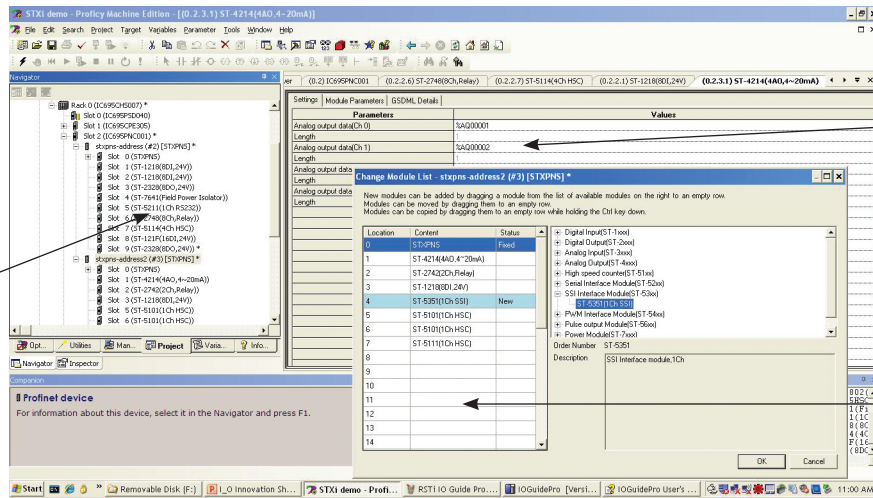 STXi demo - Proficy Machine Edition - [(0.2.3.1) ST-4214(4AO,4~20mA)]
File Edit Search Project Target Variables Parameter Tools Window Help
Navigator
Rack 0 (IC695CHS007) *
Slot 0 (IC695PSD040)
Slot 1 (IC695CPE305)
Slot 2 (IC695PNC001) *
stxpns-address (#2) [STXPNS] *
Slot 0 (STXPNS)
Slot 1 (ST-1218(8DI,24V))
Slot 2 (ST-1218(8DI,24V))
Slot 3 (ST-2328(8DO,24V))
Slot 4 (ST-7641(Field Power Isolator))
Slot 5 (ST-5211(1Ch RS232))
Slot 6 (ST-2748(8Ch,Relay))
Slot 7 (ST-5114(4Ch HSC))
Slot 8 (ST-121F(16DI,24V))
Slot 9 (ST-2328(8DO,24V)) *
stxpns-address2 (#3) [STXPNS] *
Slot 0 (STXPNS)
Slot 1 (ST-4214(4AO,4~20mA))
Slot 2 (ST-2742(2Ch,Relay))
Slot 3 (ST-1218(8DI,24V))
Slot 5 (ST-5101(1Ch HSC))
Slot 6 (ST-5101(1Ch HSC))
Opt... Utilities Man... Project Varia... Info...
Navigator Inspector
ver (0.2) IC695PNC001 (0.2.2.6) ST-2748(8Ch,Relay) (0.2.2.7) ST-5114(4Ch HSC) (0.2.2.1) ST-1218(8DI,24V) (0.2.3.1) ST-4214(4AO,4~20mA)
Settings Module Parameters GSDML Details
Parameters Values
Analog output data(Ch 0) %AQ00001
Length 1
Analog output data(Ch 1) %AQ00002
Length 1
Analog output data
Length
Analog output data
Length
Change Module List - stxpns-address2 (#3) [STXPNS] *
New modules can be added by dragging a module from the list of available modules on the right to an empty row.
Modules can be moved by dragging them to an empty row.
Modules can be copied by dragging them to an empty row while holding the Ctrl key down.
Location Content Status
0 STXPNS Fixed
1 ST-4214(4AO,4~20mA)
2 ST-2742(2Ch,Relay)
3 ST-1218(8DI,24V)
4 ST-5351(1Ch SSI) New
5 ST-5101(1Ch HSC)
6 ST-5101(1Ch HSC)
7 ST-5111(1Ch HSC)
8
9
10
11
12
13
14
Digital Input(ST-1xxx)
Digital Output(ST-2xxx)
Analog Input(ST-3xxx)
Analog Output(ST-4xxx)
High speed counter(ST-51xx)
Serial Interface Module(ST-52xx)
SSI Interface Module(ST-53xx)
ST-5351(1Ch SSI)
PWM Interface Module(ST-54xx)
Pulse output Module(ST-56xx)
Power Module(ST-7xxx)
Order Number ST-5351
Description SSI Interface module,1Ch
OK Cancel
Companion
Profinet device
For information about this device, select it in the Navigator and press F1.
Start Removable Disk (F:) I_O Innovation Sh... STXi demo - Profi... RSTi IO Guide Pro.... IOGuidePro [Versi... IOGuidePro User's ... 11:00 AM